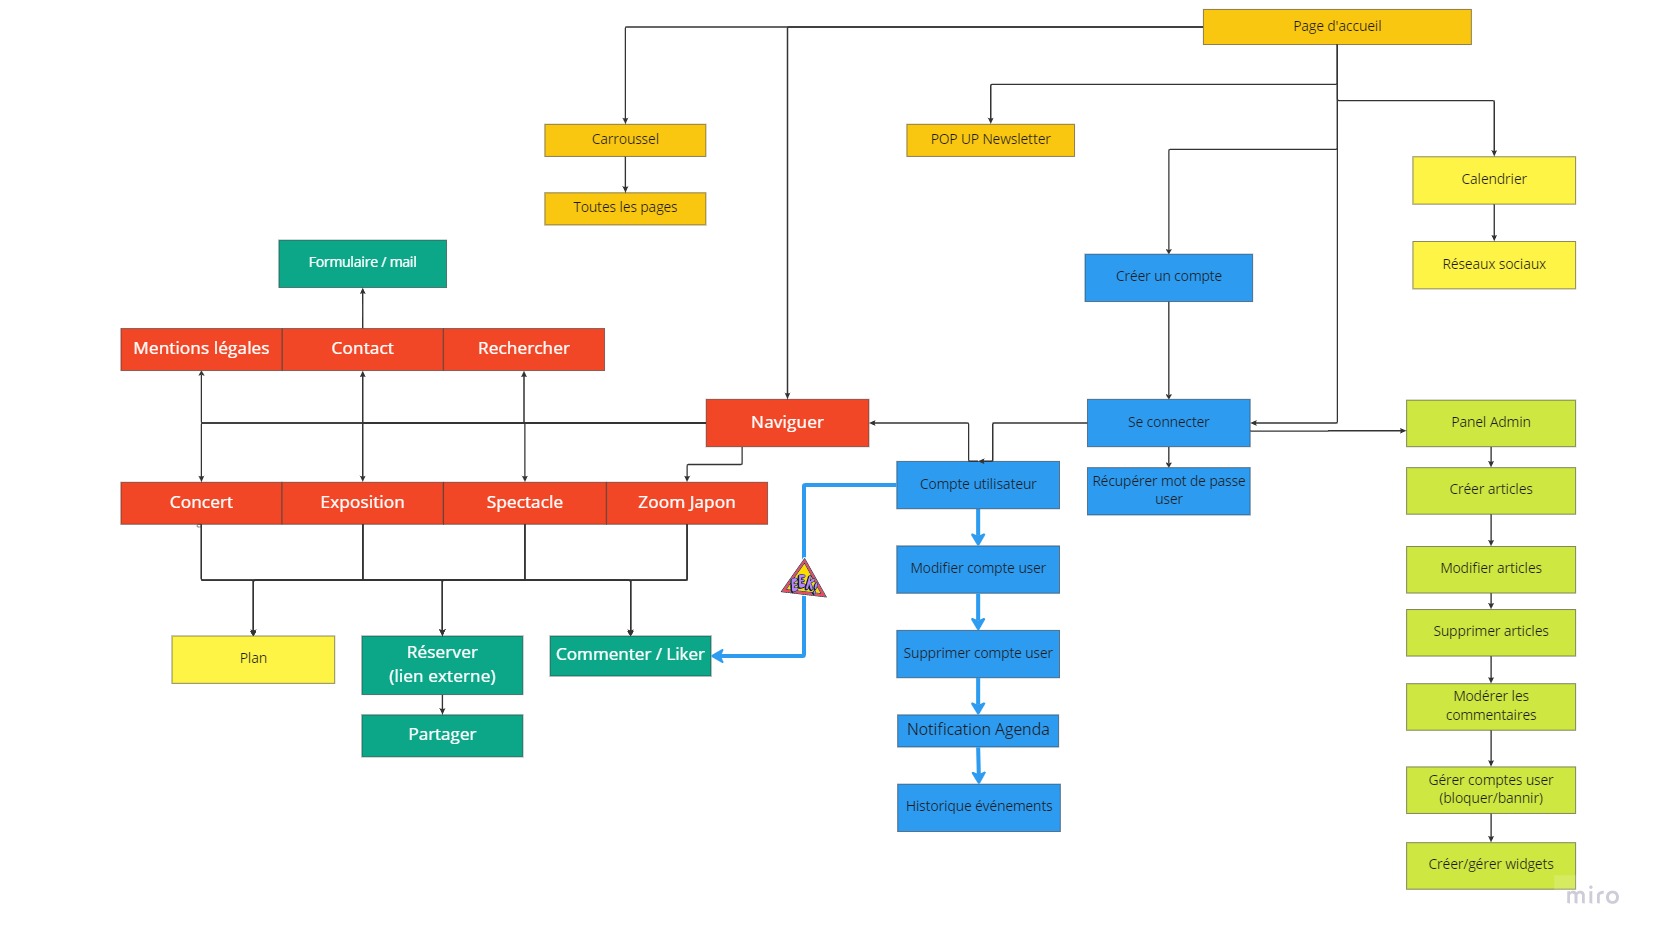 Page d'accueil
Carroussel
POP UP Newsletter
Calendrier
Toutes les pages
Formulaire / mail
Créer un compte
Réseaux sociaux
Mentions légales
Contact
Rechercher
Naviguer
Se connecter
Panel Admin
Concert
Exposition
Spectacle
Zoom Japon
Compte utilisateur
Récupérer mot de passe
user
Créer articles
EEK!
Modifier compte user
Modifier articles
Plan
Réserver
(lien externe)
Commenter / Liker
Supprimer compte user
Supprimer articles
Partager
Notification Agenda
Modérer les
commentaires
Historique événements
Gérer comptes user
(bloquer/bannir)
Créer/gérer widgets
miro